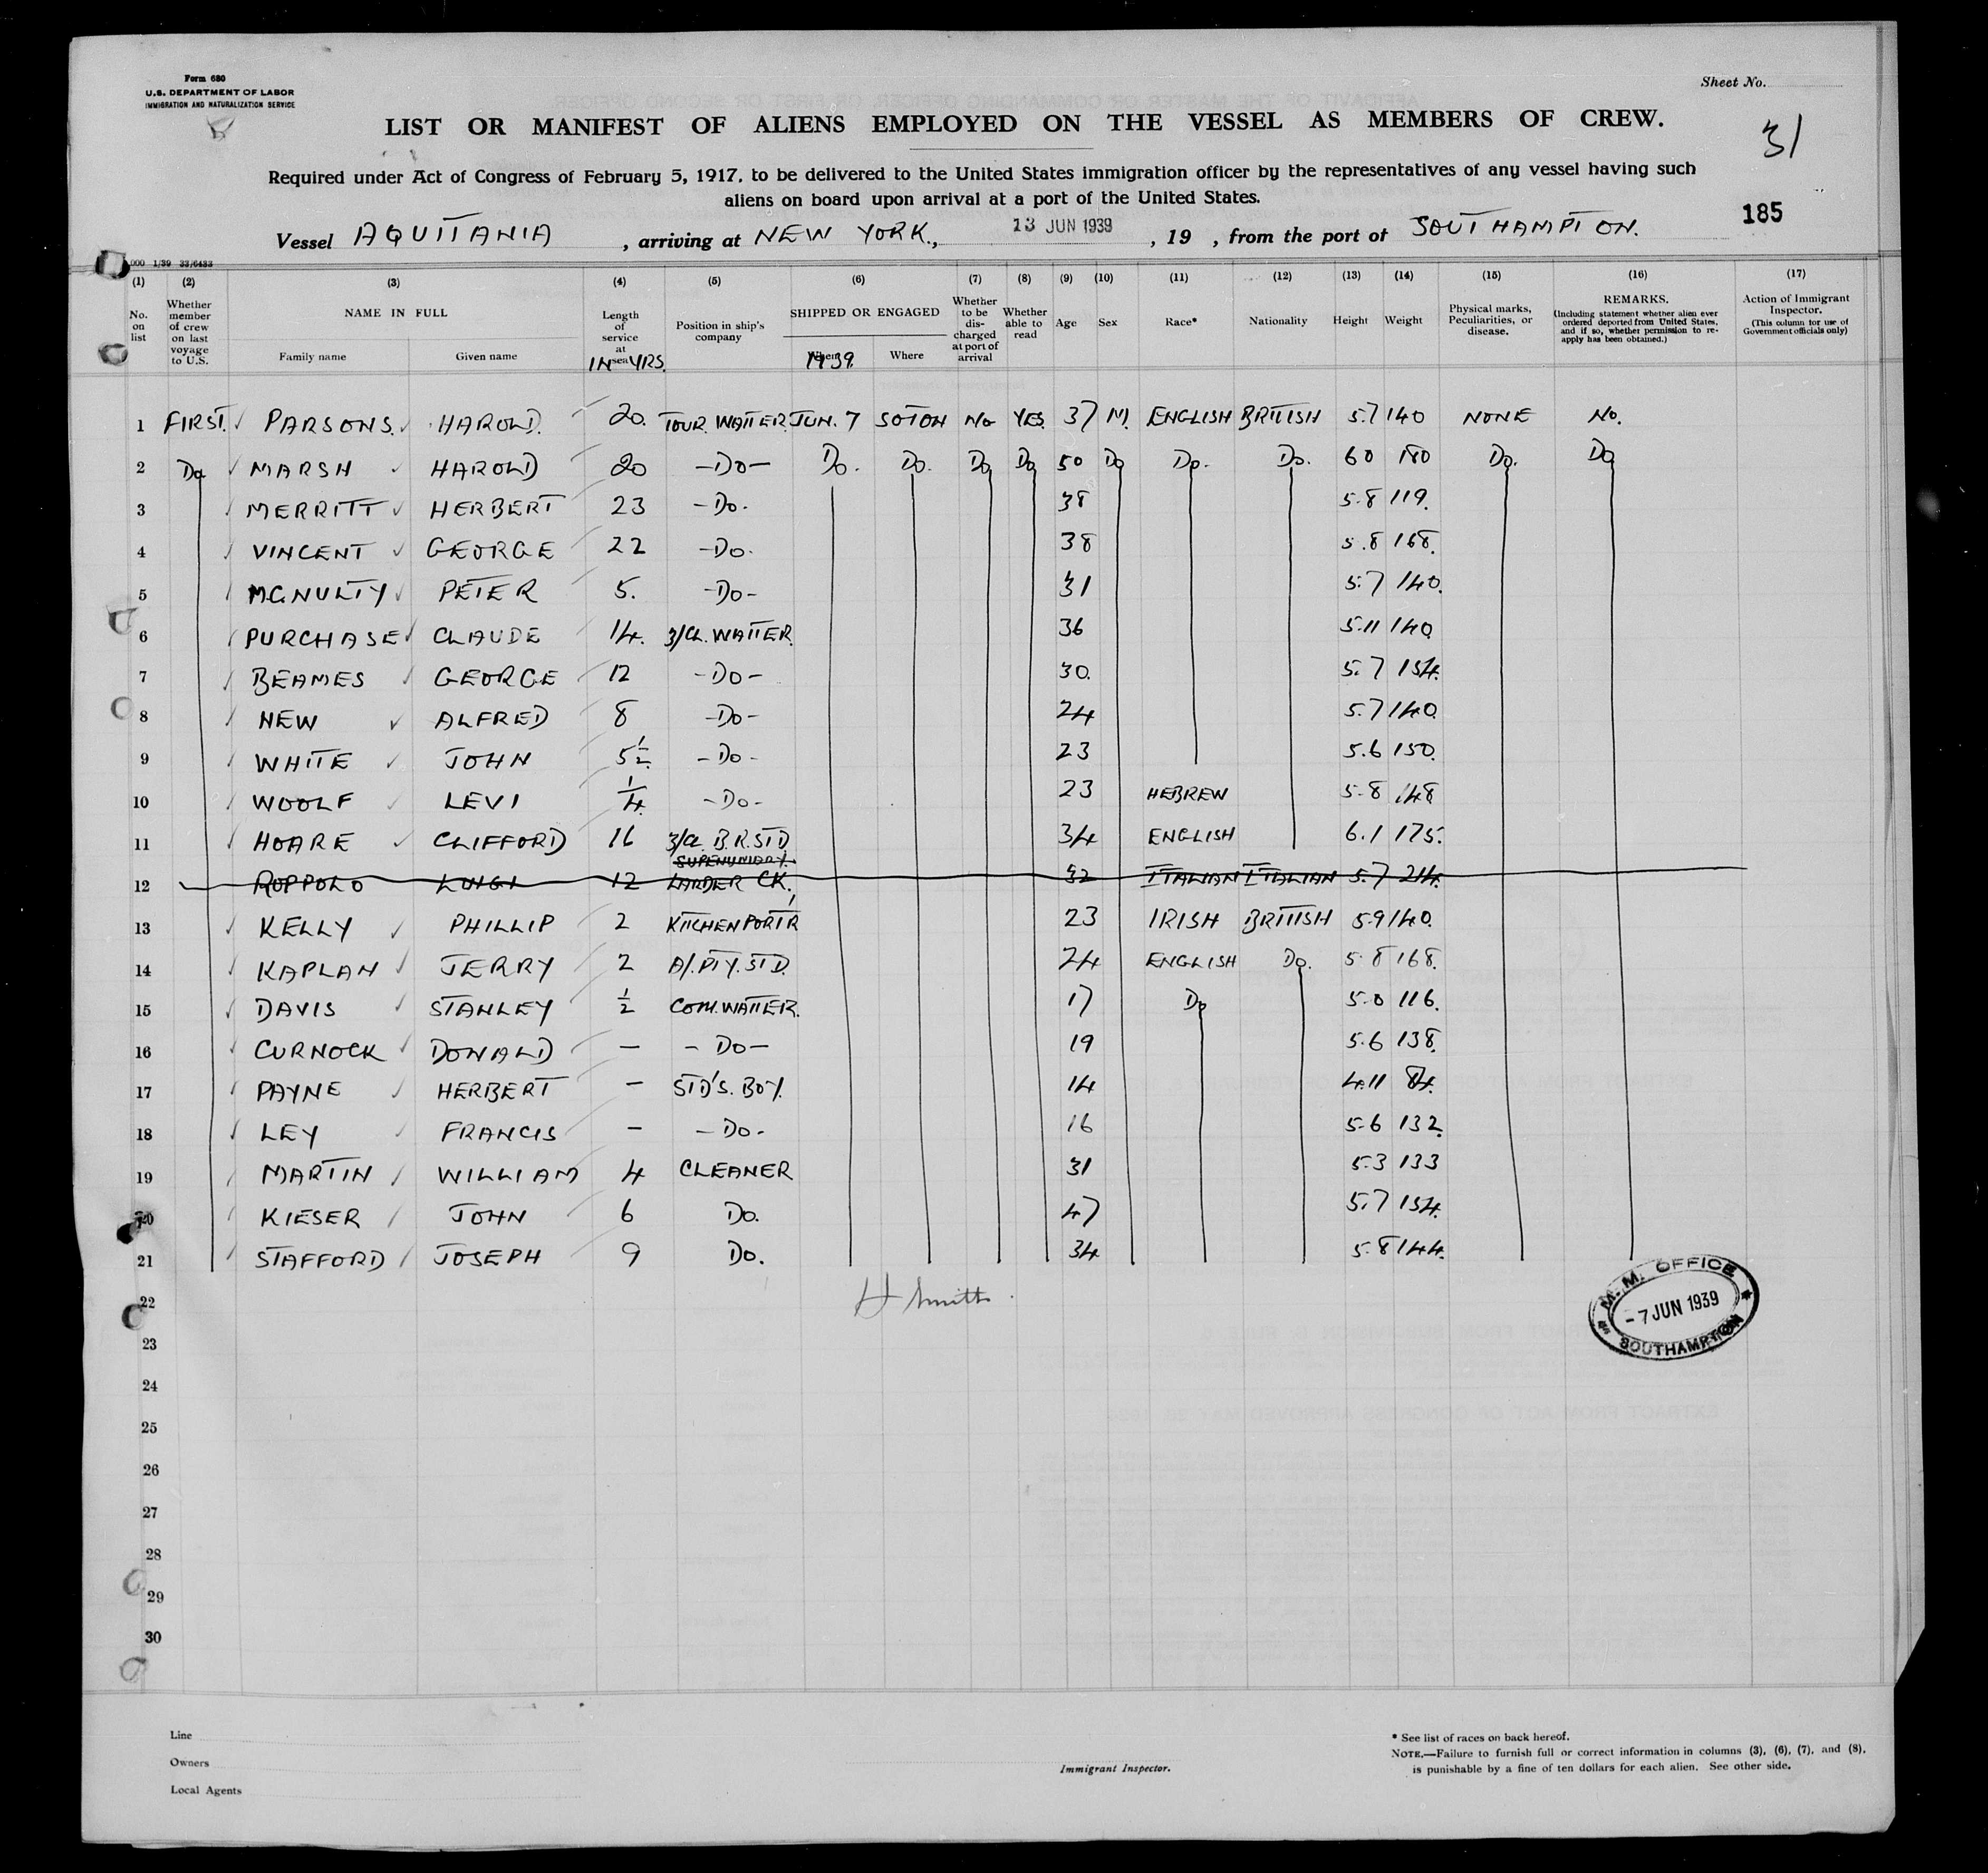 Form 680
U.S. DEPARTMENT OF LABOR
IMMIGRATION AND NATURALIZATION SERVICE
Sheet No.
LIST OR MANIFEST OF ALIENS EMPLOYED ON THE VESSEL AS MEMBERS OF CREW.
31
Required under Act of Congress of February 5, 1917, to be delivered to the United States immigration officer by the representatives of any vessel having such
aliens on board upon arrival at a port of the United States.
185
Vessel AQUITANIA, arriving at NEW YORK., 13 JUN 1939, 19 , from the port of SOUTHAMPTON.
000 1/39 33/6433
(1) (2) (3) (4) (5) (6) (7) (8) (9) (10) (11) (12) (13) (14) (15) (16) (17)
No. on list
Whether member of crew on last voyage to U.S.
NAME IN FULL
Family name Given name
Length of service at sea IN YRS.
Position in ship's company
SHIPPED OR ENGAGED
When 1939. Where
Whether to be discharged at port of arrival
Whether able to read
Age
Sex
Race*
Nationality
Height
Weight
Physical marks, Peculiarities, or disease.
REMARKS.
(Including statement whether alien ever ordered deported from United States, and if so, whether permission to reapply has been obtained.)
Action of Immigrant Inspector.
(This column for use of Government officials only)
1 FIRST. PARSONS. HAROLD. 20. TOUR. WAITER. JUN. 7 SOTON No YES. 37 M. ENGLISH BRITISH 5.7 140 NONE No.
2 Do MARSH HAROLD 20 -Do- Do. Do. Do Do 50 Do Do. Do. 60 180 Do. Do
3 MERRITT HERBERT 23 -Do. 38 5.8 119.
4 VINCENT GEORGE 22 -Do. 38 5.8 168.
5 McNULTY PETER 5. -Do- 31 5.7 140.
6 PURCHASE CLAUDE 14. 3/CL. WAITER. 36 5.11 140.
7 BEAMES GEORGE 12 -Do- 30. 5.7 154.
8 NEW ALFRED 8 -Do- 24 5.7 140.
9 WHITE JOHN 5½ -Do- 23 5.6 150.
10 WOOLF LEVI ¼. -Do- 23 HEBREW 5.8 148
11 HOARE CLIFFORD 16 3/CL. B.R. STD 34 ENGLISH 6.1 175.
SUPENUMARY.
12 ROPPOLO LUIGI 12 LARDER CK. 52 ITALIAN ITALIAN 5.7 214.
13 KELLY PHILLIP 2 KITCHEN PORT'R 23 IRISH BRITISH 5.9 140.
14 KAPLAN JERRY 2 A/. PTY. STD. 24 ENGLISH Do. 5.8 168.
15 DAVIS STANLEY ½ COM. WAITER. 17 Do 5.0 116.
16 CURNOCK DONALD - -Do- 19 5.6 138.
17 PAYNE HERBERT - STD'S. BOY. 14 4.11 84.
18 LEY FRANCIS - -Do- 16 5.6 132.
19 MARTIN WILLIAM 4 CLEANER 31 5.3 133
20 KIESER JOHN 6 Do. 47 5.7 154.
21 STAFFORD JOSEPH 9 Do. 34 5.8 144.
22 H Smith.
M.M. OFFICE
- 7 JUN 1939
SOUTHAMPTON
23
24
25
26
27
28
29
30
Line
Owners
Local Agents
Immigrant Inspector.
* See list of races on back hereof.
NOTE.—Failure to furnish full or correct information in columns (3), (6), (7), and (8),
is punishable by a fine of ten dollars for each alien. See other side.